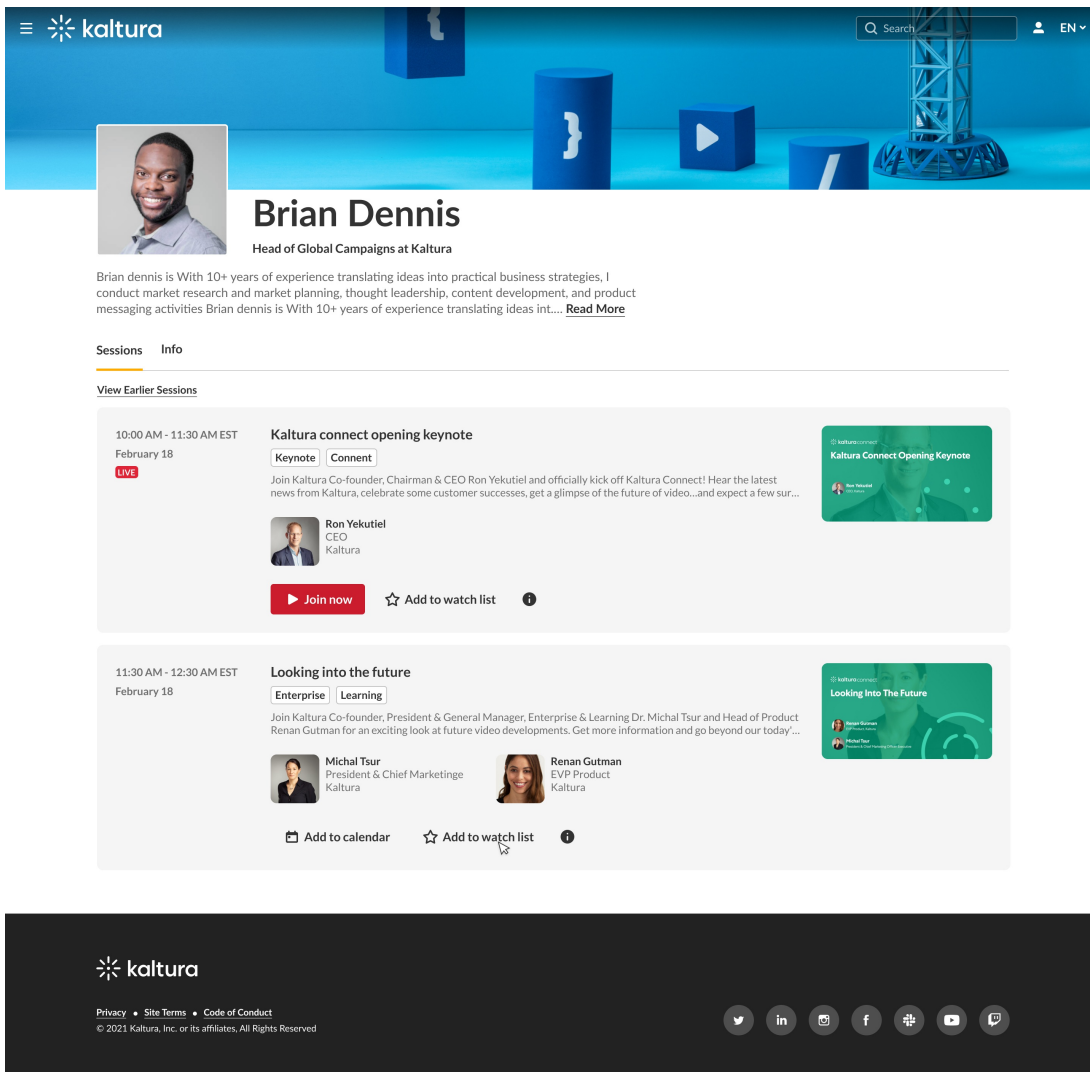 kaltura
Search
EN
{
}
/
Brian Dennis
Head of Global Campaigns at Kaltura
Brian dennis is With 10+ years of experience translating ideas into practical business strategies, I
conduct market research and market planning, thought leadership, content development, and product
messaging activities Brian dennis is With 10+ years of experience translating ideas int.... Read More
Sessions Info
View Earlier Sessions
10:00 AM - 11:30 AM EST
February 18
LIVE
Kaltura connect opening keynote
Keynote Connent
Join Kaltura Co-founder, Chairman & CEO Ron Yekutiel and officially kick off Kaltura Connect! Hear the latest
news from Kaltura, celebrate some customer successes, get a glimpse of the future of video...and expect a few sur...
Ron Yekutiel
CEO
Kaltura
Join now Add to watch list
kaltura connect
Kaltura Connect Opening Keynote
Ron Yekutiel
11:30 AM - 12:30 AM EST
February 18
Looking into the future
Enterprise Learning
Join Kaltura Co-founder, President & General Manager, Enterprise & Learning Dr. Michal Tsur and Head of Product
Renan Gutman for an exciting look at future video developments. Get more information and go beyond our today'...
Michal Tsur
President & Chief Marketinge
Kaltura
Renan Gutman
EVP Product
Kaltura
Add to calendar Add to watch list
kaltura connect
Looking Into The Future
Renan Gutman
EVP Product, Kaltura
Michal Tsur
kaltura
Privacy • Site Terms • Code of Conduct
© 2021 Kaltura, Inc. or its affiliates, All Rights Reserved